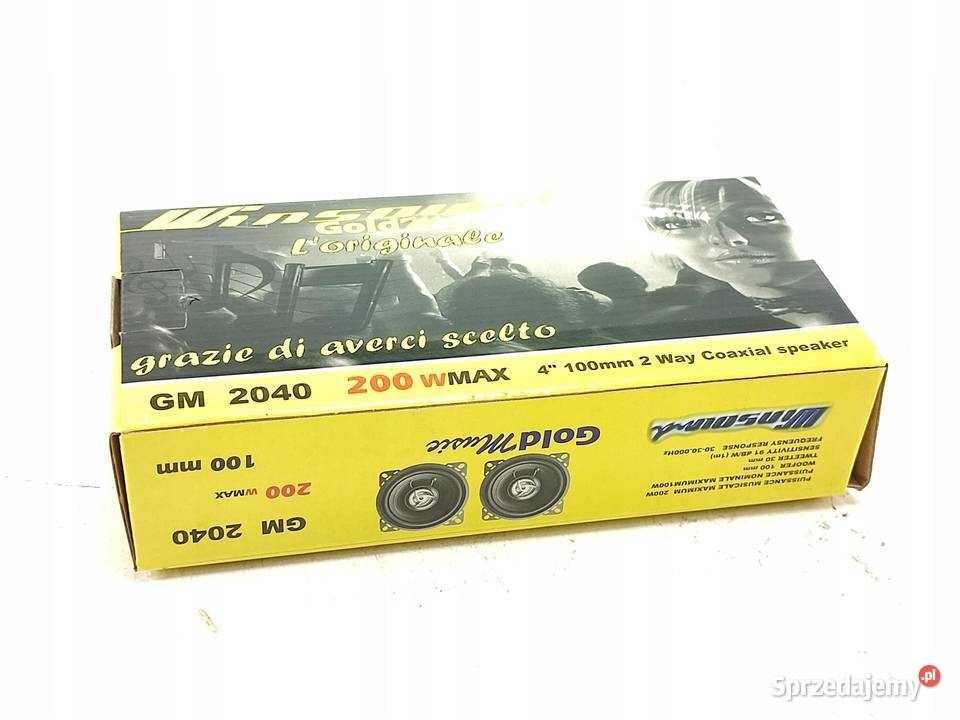 Winsound
Gold Music
L'originale
grazie di averci scelto
GM 2040 200 WMAX 4" 100mm 2 Way Coaxial speaker
Winsound
Gold Music
PUISSANCE MUSICALE MAXIMUM 200W
PUISSANCE NOMINALE MAXIMUM100W
WOOFER 100 mm
TWEETER 30 mm
SENSITIVITY 91 dB/W (1m)
FREQUENSY RESPONSE 30-30.000Hz
GM 2040
200 WMAX
100 mm
Sprzedajemy.pl